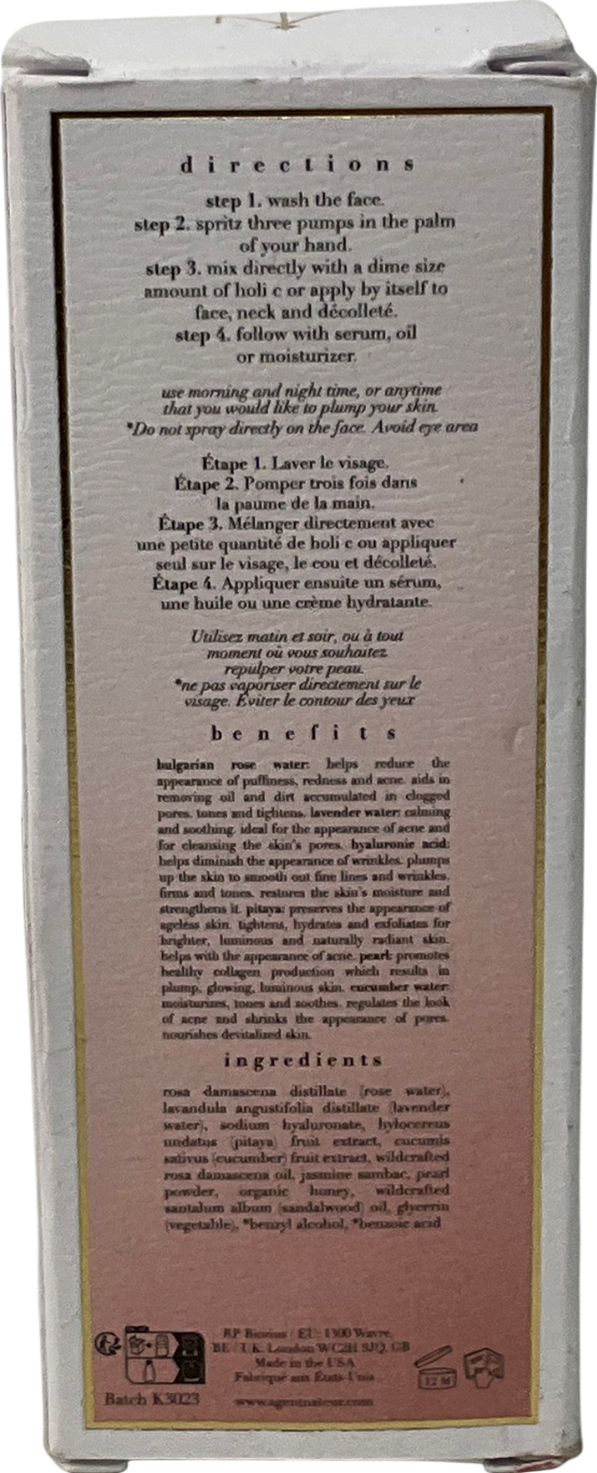 directions
step 1. wash the face.
step 2. spritz three pumps in the palm
of your hand.
step 3. mix directly with a dime size
amount of holi c or apply by itself to
face, neck and décolleté.
step 4. follow with serum, oil
or moisturizer.
use morning and night time, or anytime
that you would like to plump your skin.
*Do not spray directly on the face. Avoid eye area
Étape 1. Laver le visage.
Étape 2. Pomper trois fois dans
la paume de la main.
Étape 3. Mélanger directement avec
une petite quantité de holi c ou appliquer
seul sur le visage, le cou et décolleté.
Étape 4. Appliquer ensuite un sérum,
une huile ou une crème hydratante.
Utilisez matin et soir, ou à tout
moment où vous souhaitez
repulper votre peau.
*ne pas vaporiser directement sur le
visage. Éviter le contour des yeux
benefits
bulgarian rose water: helps reduce the
appearance of puffiness, redness and acne. aids in
removing oil and dirt accumulated in clogged
pores. tones and tightens. lavender water: calming
and soothing. ideal for the appearance of acne and
for cleansing the skin's pores. hyaluronic acid:
helps diminish the appearance of wrinkles. plumps
up the skin to smooth out fine lines and wrinkles.
firms and tones. restores the skin's moisture and
strengthens it. pitaya: preserves the appearance of
ageless skin. tightens, hydrates and exfoliates for
brighter, luminous and naturally radiant skin.
helps with the appearance of acne. pearl: promotes
healthy collagen production which results in
plump, glowing, luminous skin. cucumber water:
moisturizes, tones and soothes. regulates the look
of acne and shrinks the appearance of pores.
nourishes devitalized skin.
ingredients
rosa damascena distillate (rose water),
lavandula angustifolia distillate (lavender
water), sodium hyaluronate, hylocereus
undatus (pitaya) fruit extract, cucumis
sativus (cucumber) fruit extract, wildcrafted
rosa damascena oil, jasmine sambac, pearl
powder, organic honey, wildcrafted
santalum album (sandalwood) oil, glycerin
(vegetable), *benzyl alcohol, *benzoic acid
RP Biorius EU: 1300 Wavre,
BE / UK. London WC2H 9JQ, GB
Made in the USA
Fabriqué aux États-Unis
12 M
Batch K3023
www.agentnateur.com